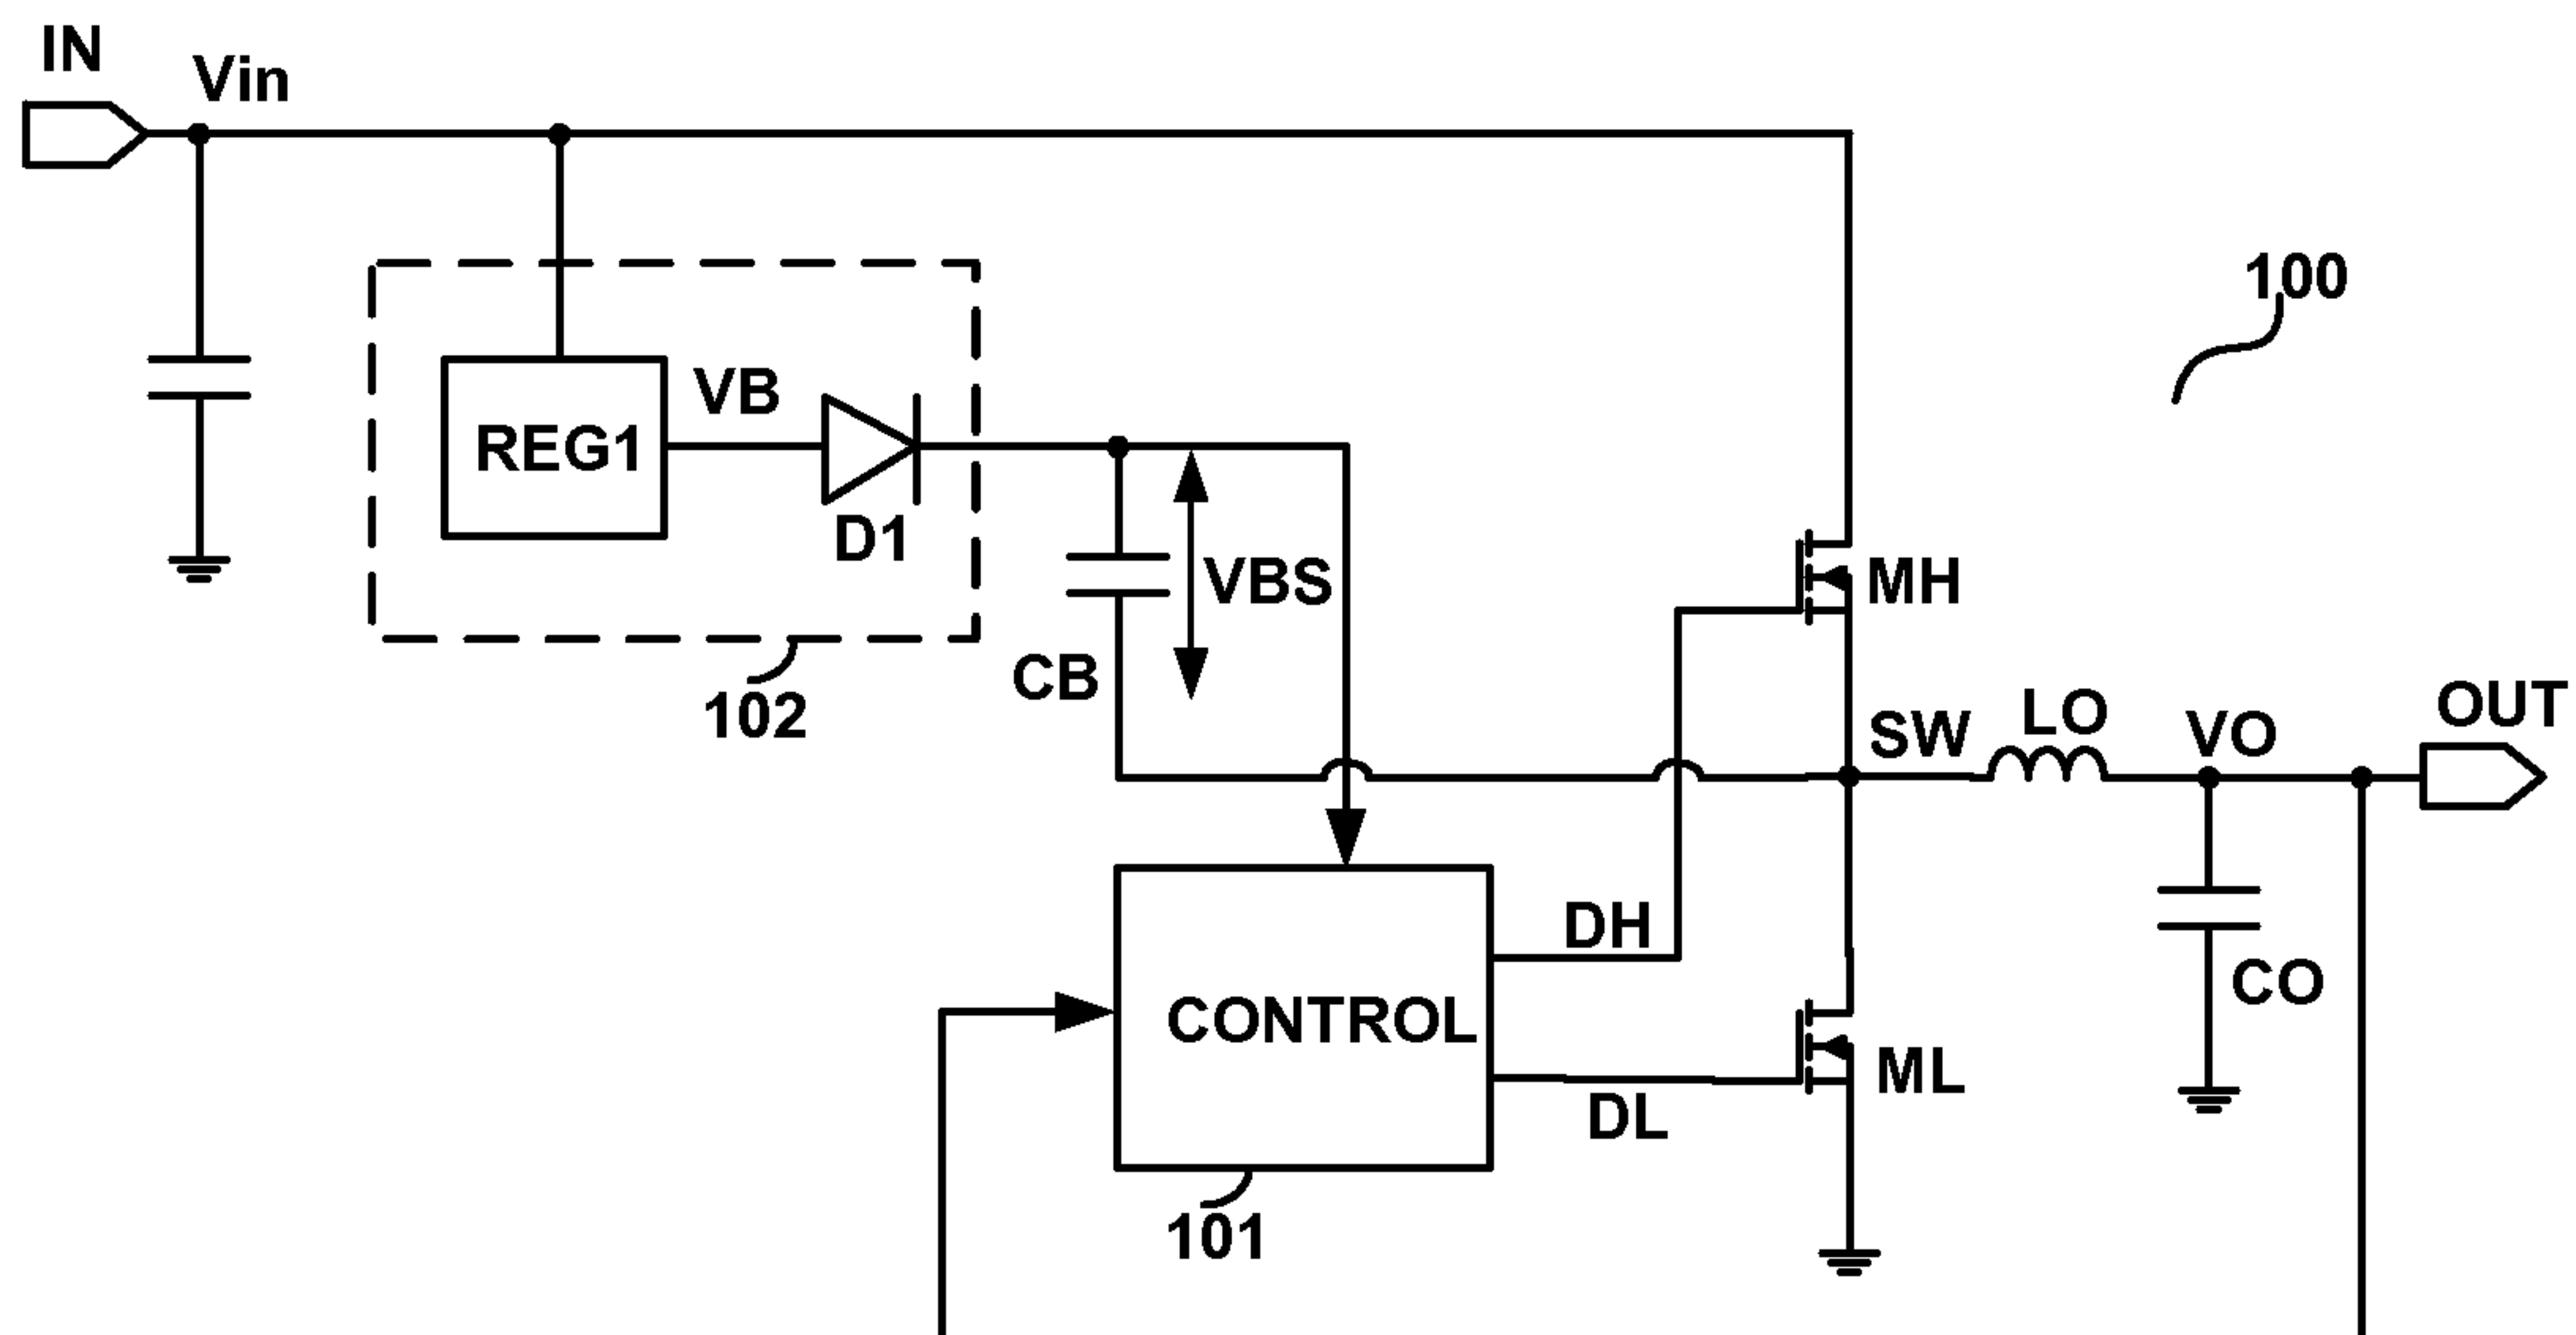 IN
Vin
100
VB
REG1
D1
VBS
MH
CB
102
SW
LO
VO
OUT
DH
CO
CONTROL
ML
DL
101